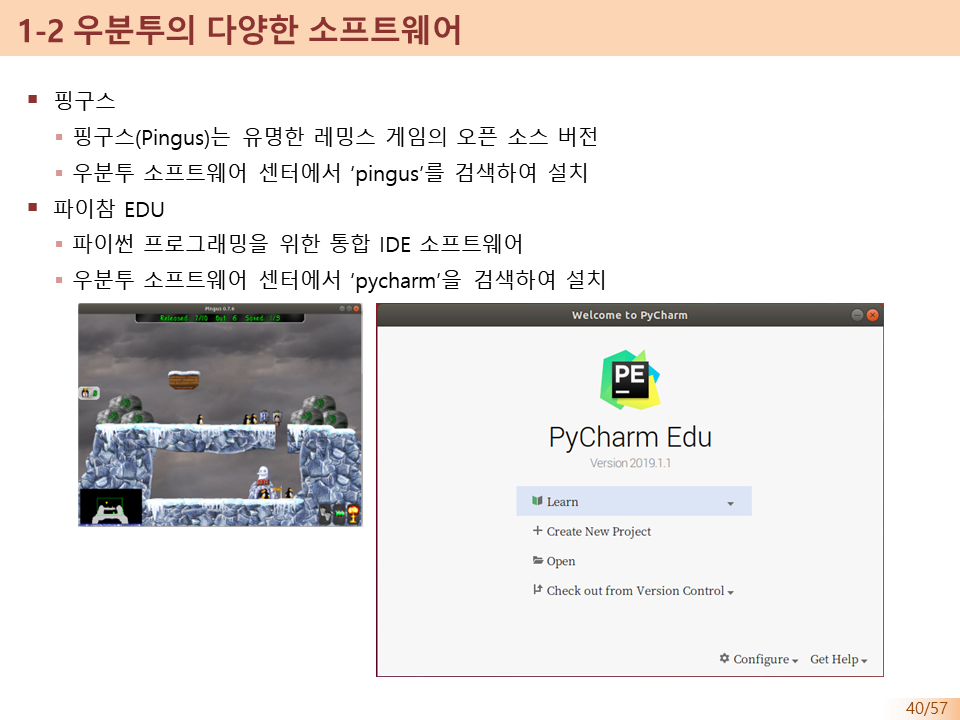 1-2 우분투의 다양한 소프트웨어
핑구스
핑구스(Pingus)는 유명한 레밍스 게임의 오픈 소스 버전
우분투 소프트웨어 센터에서 ‘pingus’를 검색하여 설치
파이참 EDU
파이썬 프로그래밍을 위한 통합 IDE 소프트웨어
우분투 소프트웨어 센터에서 ‘pycharm’을 검색하여 설치
Pingus 0.7.6
Released 7/10 Out 6 Saved 1/5
Welcome to PyCharm
PE
PyCharm Edu
Version 2019.1.1
Learn
Create New Project
Open
Check out from Version Control
Configure Get Help
40/57